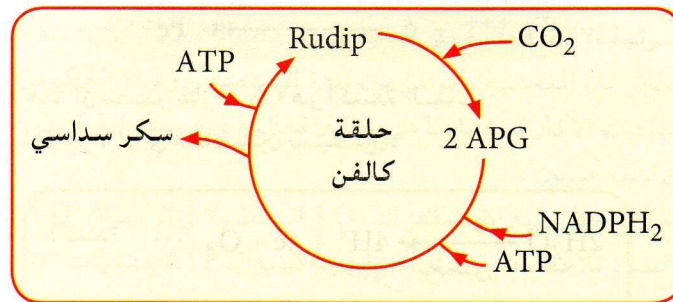 Rudip
CO₂
ATP
سكر سداسي
حلقة
كالفن
2 APG
NADPH₂
ATP